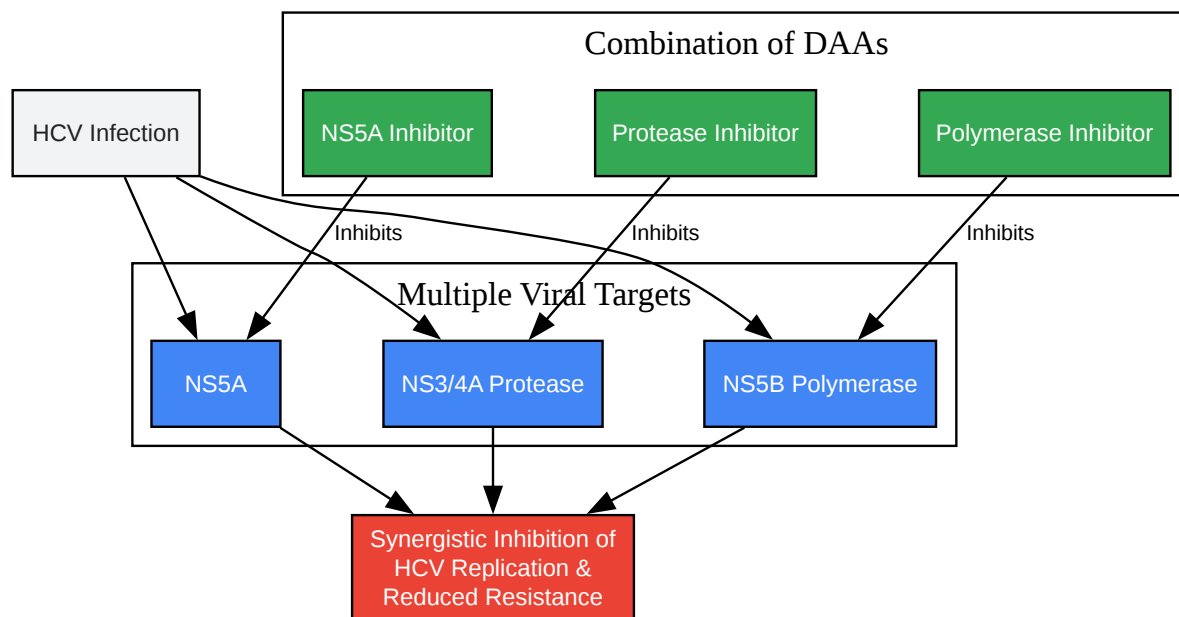 Combination of DAAs
HCV Infection
NS5A Inhibitor
Protease Inhibitor
Polymerase Inhibitor
Inhibits
Inhibits
Inhibits
Multiple Viral Targets
NS5A
NS3/4A Protease
NS5B Polymerase
Synergistic Inhibition of
HCV Replication &
Reduced Resistance